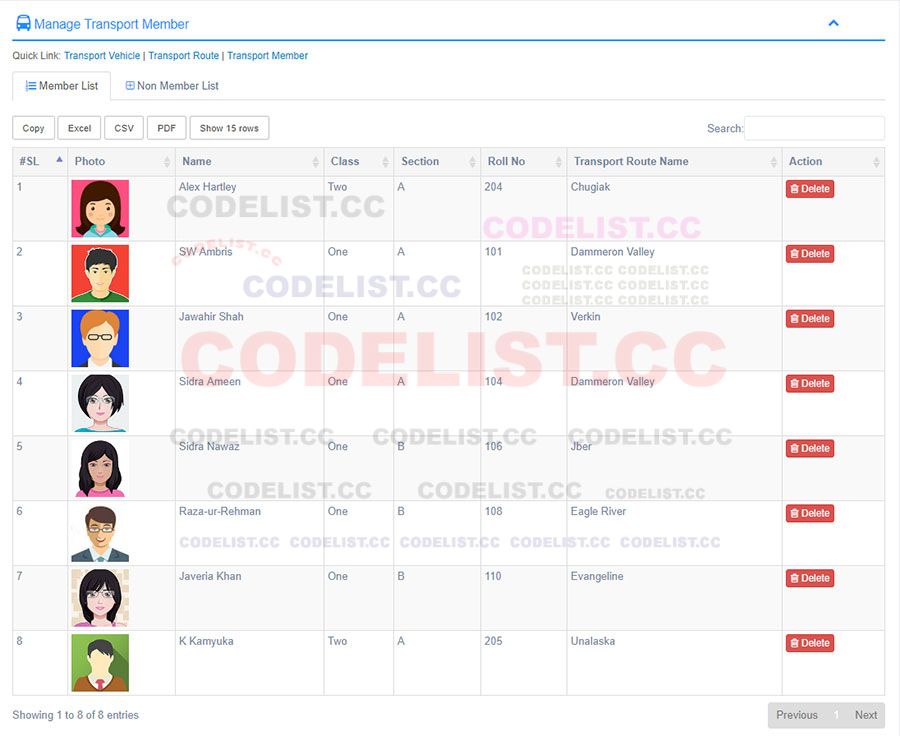 Manage Transport Member
Quick Link: Transport Vehicle | Transport Route | Transport Member
Member List Non Member List
Copy Excel CSV PDF Show 15 rows Search:
#SL Photo Name Class Section Roll No Transport Route Name Action
1 Alex Hartley Two A 204 Chugiak Delete
CODELIST.CC
CODELIST.CC
2 SW Ambris One A 101 Dammeron Valley Delete
CODELIST.CC
CODELIST.CC CODELIST.CC
CODELIST.CC
CODELIST.CC CODELIST.CC
CODELIST.CC CODELIST.CC
3 Jawahir Shah One A 102 Verkin Delete
CODELIST.CC
4 Sidra Ameen One A 104 Dammeron Valley Delete
CODELIST.CC CODELIST.CC CODELIST.CC
5 Sidra Nawaz One B 106 Jber Delete
CODELIST.CC CODELIST.CC CODELIST.CC
6 Raza-ur-Rehman One B 108 Eagle River Delete
CODELIST.CC CODELIST.CC CODELIST.CC CODELIST.CC CODELIST.CC
7 Javeria Khan One B 110 Evangeline Delete
8 K Kamyuka Two A 205 Unalaska Delete
Showing 1 to 8 of 8 entries Previous 1 Next